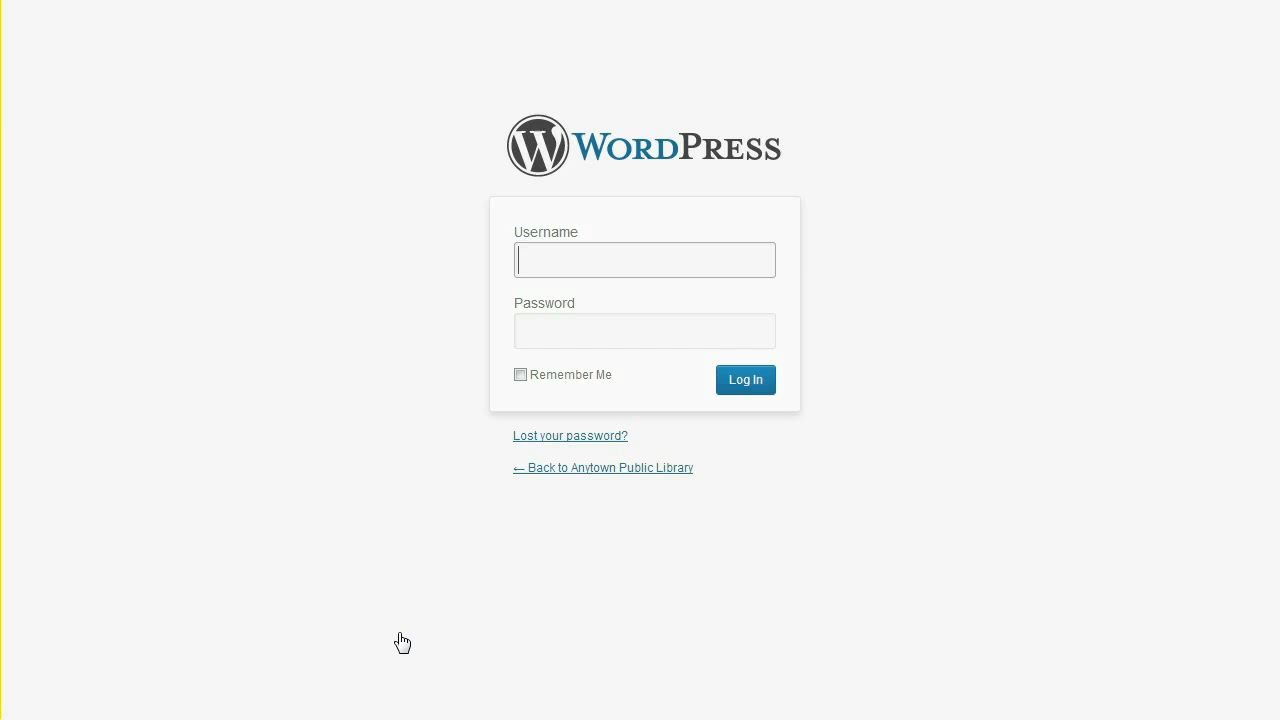 WORDPRESS
Username
Password
Remember Me
Log In
Lost your password?
← Back to Anytown Public Library